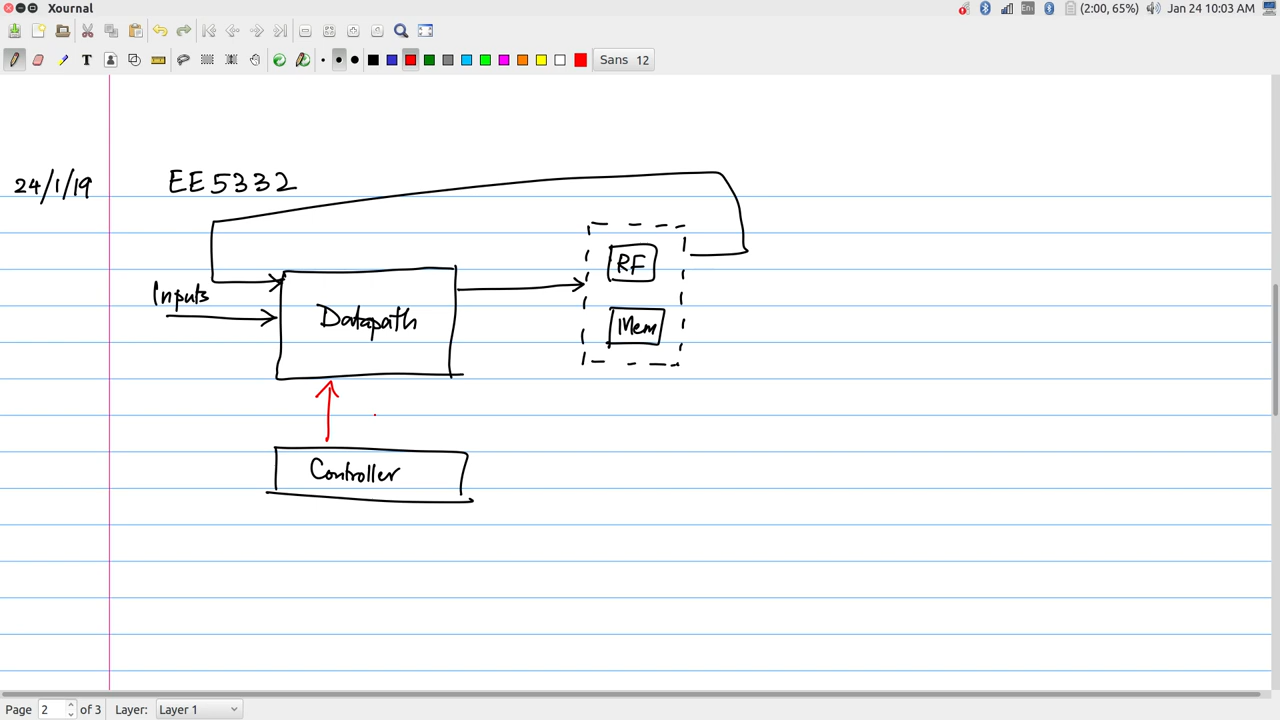 Xournal
(2:00, 65%)
Jan 24 10:03 AM
En
Sans 12
24/1/19
EE5332
RF
Inputs
Datapath
Mem
Controller
Page 2 of 3 Layer: Layer 1